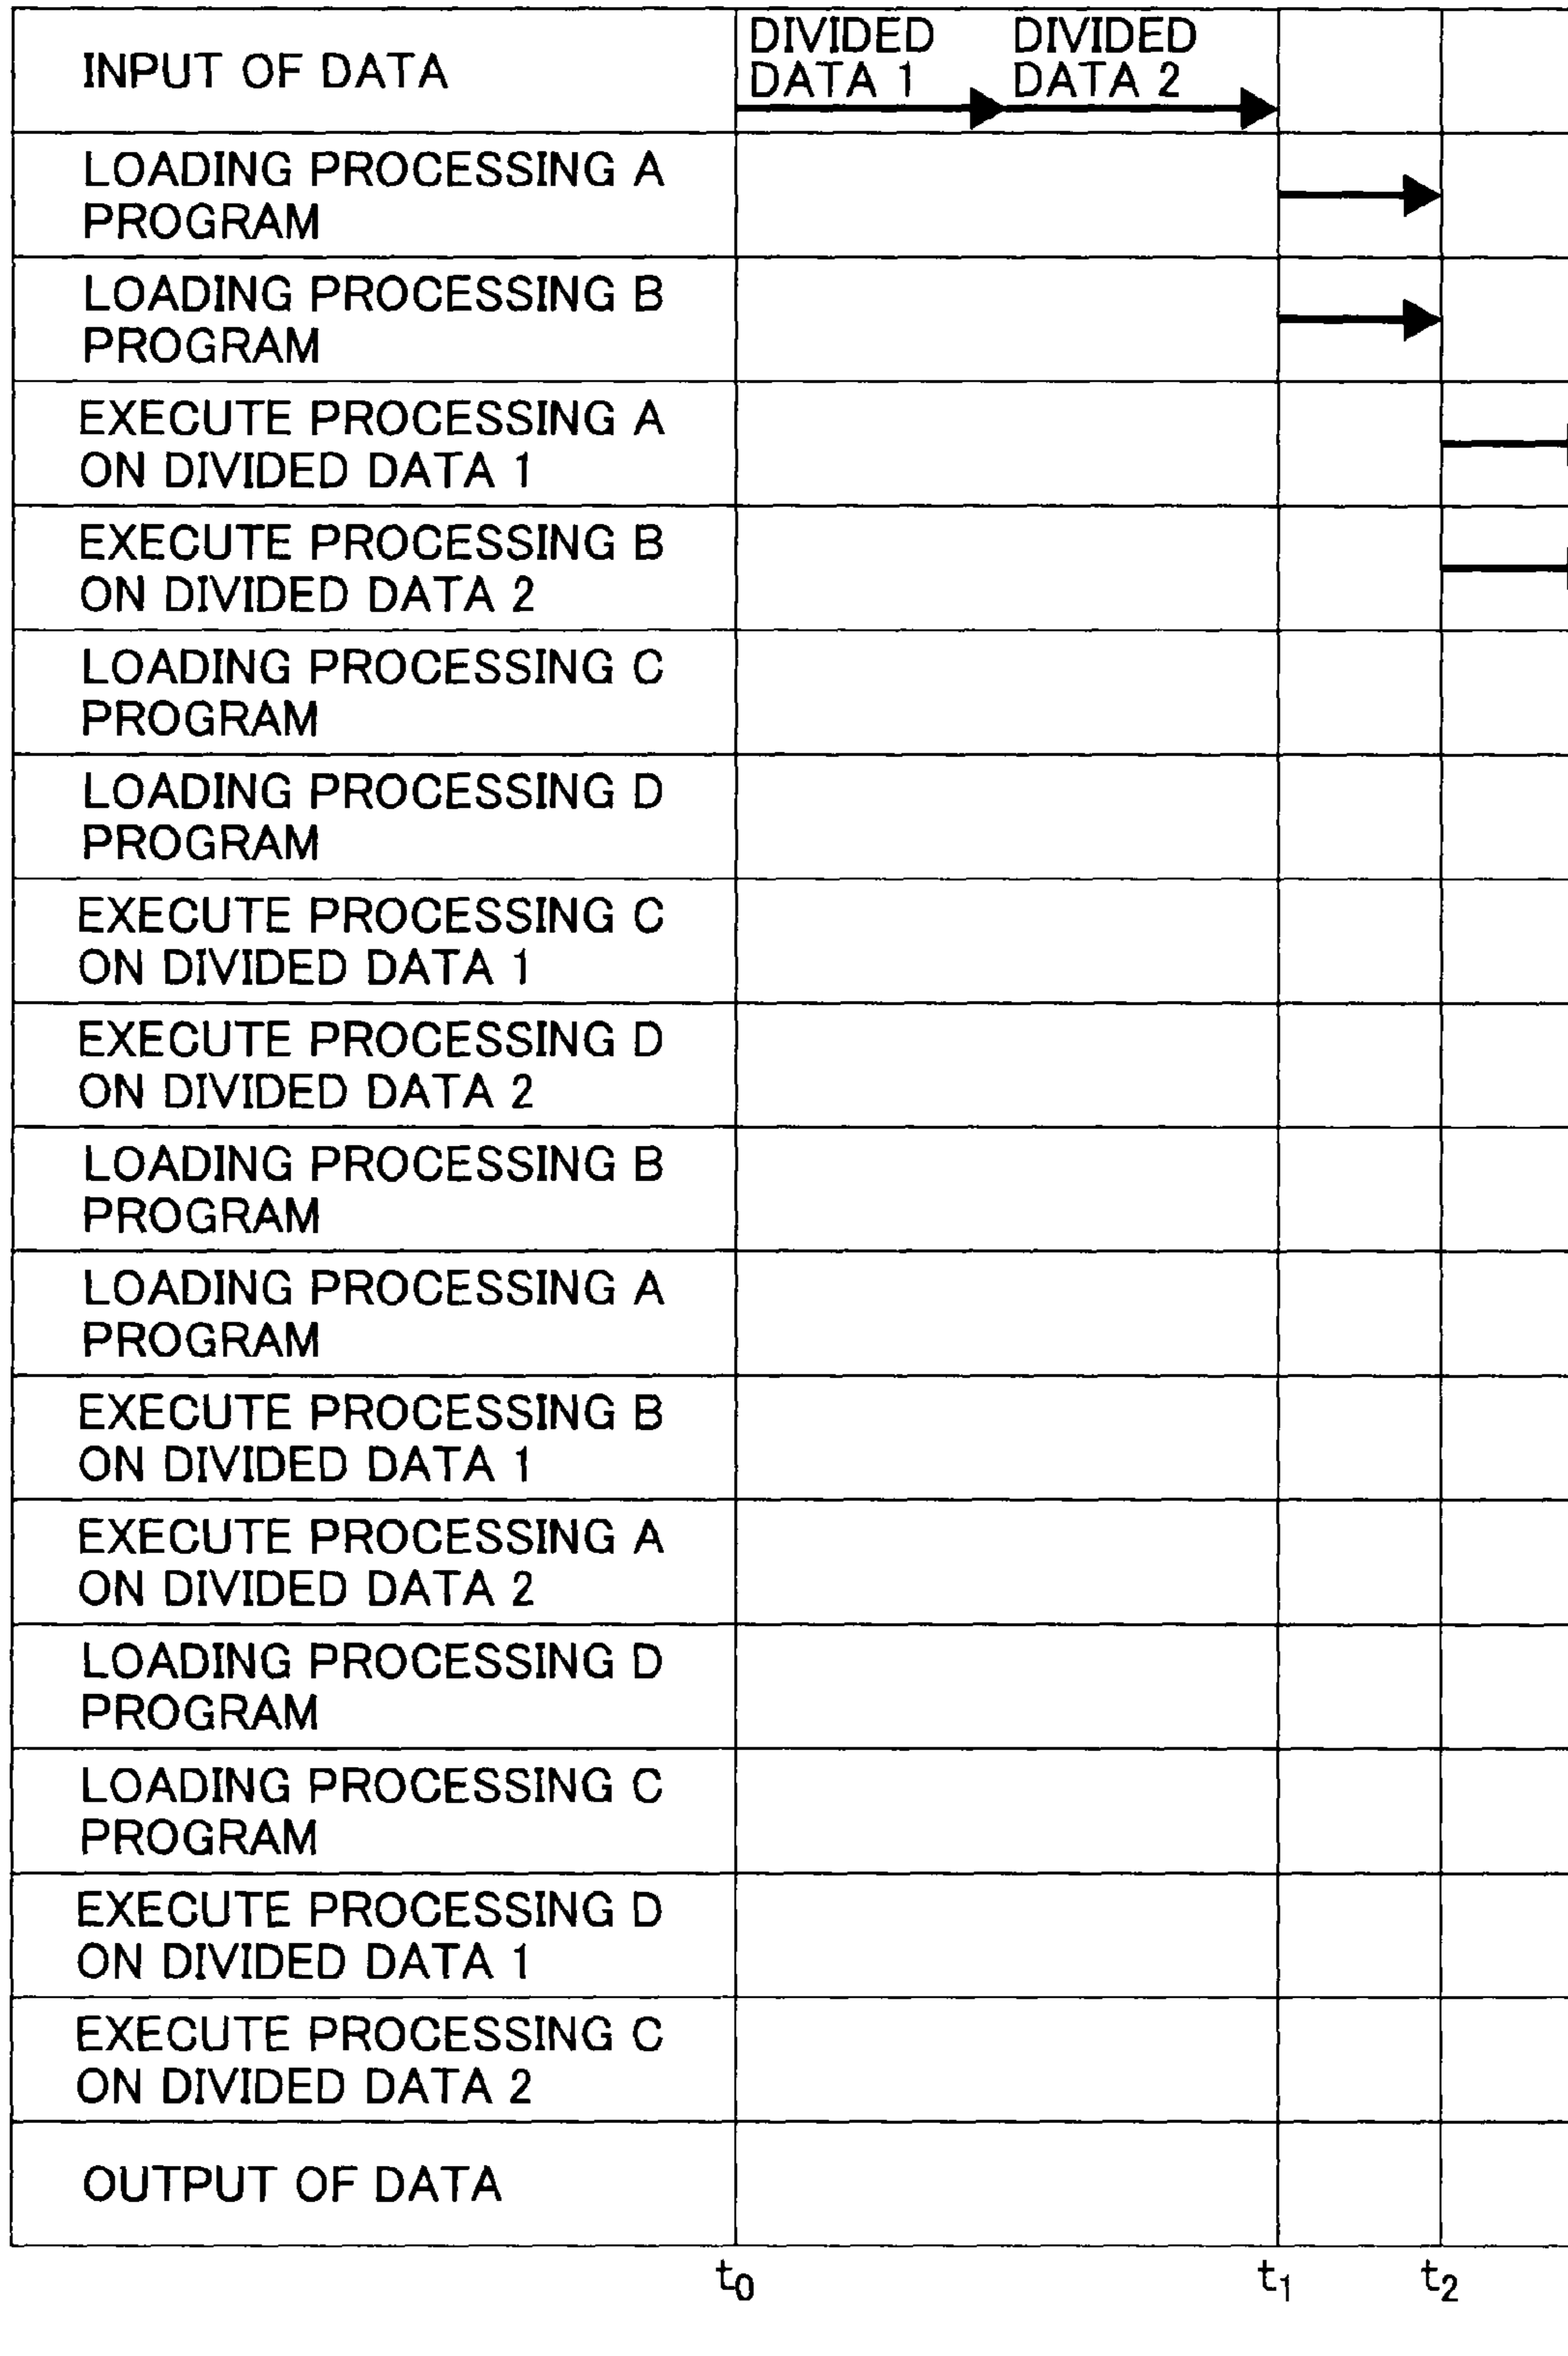 INPUT OF DATA
DIVIDED
DATA 1
DIVIDED
DATA 2
LOADING PROCESSING A
PROGRAM
LOADING PROCESSING B
PROGRAM
EXECUTE PROCESSING A
ON DIVIDED DATA 1
EXECUTE PROCESSING B
ON DIVIDED DATA 2
LOADING PROCESSING C
PROGRAM
LOADING PROCESSING D
PROGRAM
EXECUTE PROCESSING C
ON DIVIDED DATA 1
EXECUTE PROCESSING D
ON DIVIDED DATA 2
LOADING PROCESSING B
PROGRAM
LOADING PROCESSING A
PROGRAM
EXECUTE PROCESSING B
ON DIVIDED DATA 1
EXECUTE PROCESSING A
ON DIVIDED DATA 2
LOADING PROCESSING D
PROGRAM
LOADING PROCESSING C
PROGRAM
EXECUTE PROCESSING D
ON DIVIDED DATA 1
EXECUTE PROCESSING C
ON DIVIDED DATA 2
OUTPUT OF DATA
t₀ t₁ t₂